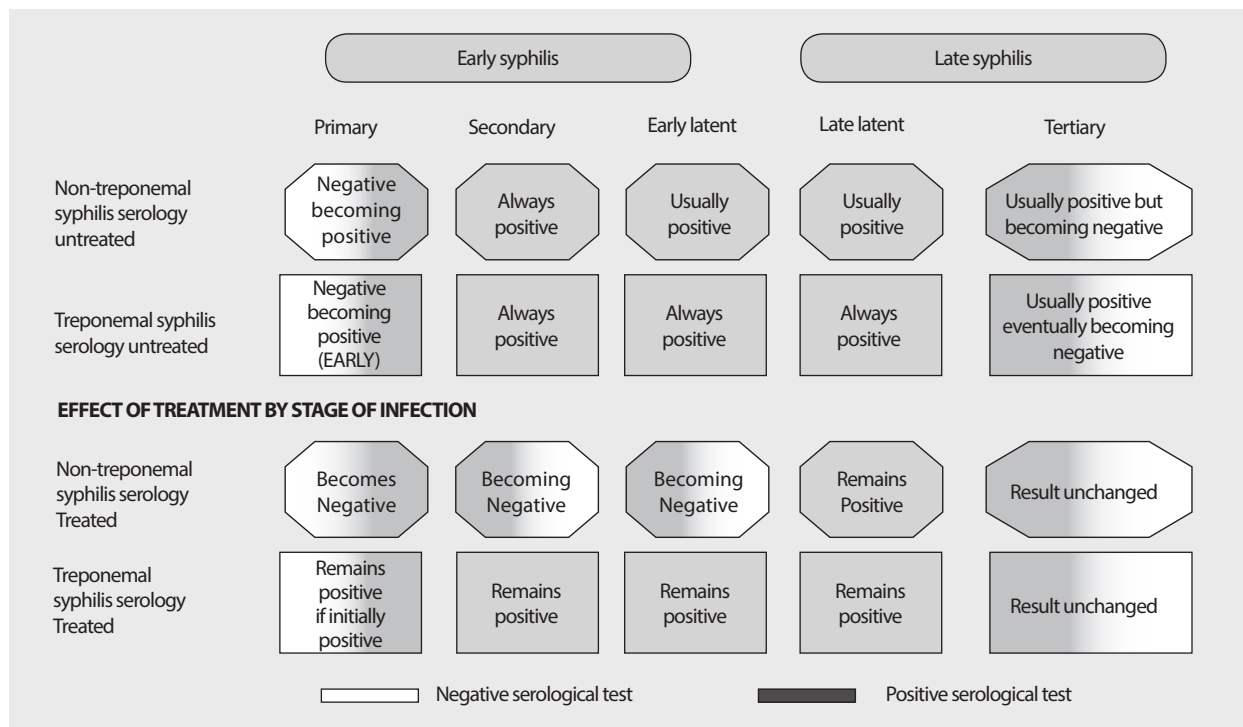 Early syphilis
Late syphilis
Primary
Secondary
Early latent
Late latent
Tertiary
Non-treponemal
syphilis serology
untreated
Negative
becoming
positive
Always
positive
Usually
positive
Usually
positive
Usually positive but
becoming negative
Treponemal syphilis
serology untreated
Negative
becoming
positive
(EARLY)
Always
positive
Always
positive
Always
positive
Usually positive
eventually becoming
negative
EFFECT OF TREATMENT BY STAGE OF INFECTION
Non-treponemal
syphilis serology
Treated
Becomes
Negative
Becoming
Negative
Becoming
Negative
Remains
Positive
Result unchanged
Treponemal
syphilis serology
Treated
Remains
positive
if initially
positive
Remains
positive
Remains
positive
Remains
positive
Result unchanged
Negative serological test
Positive serological test